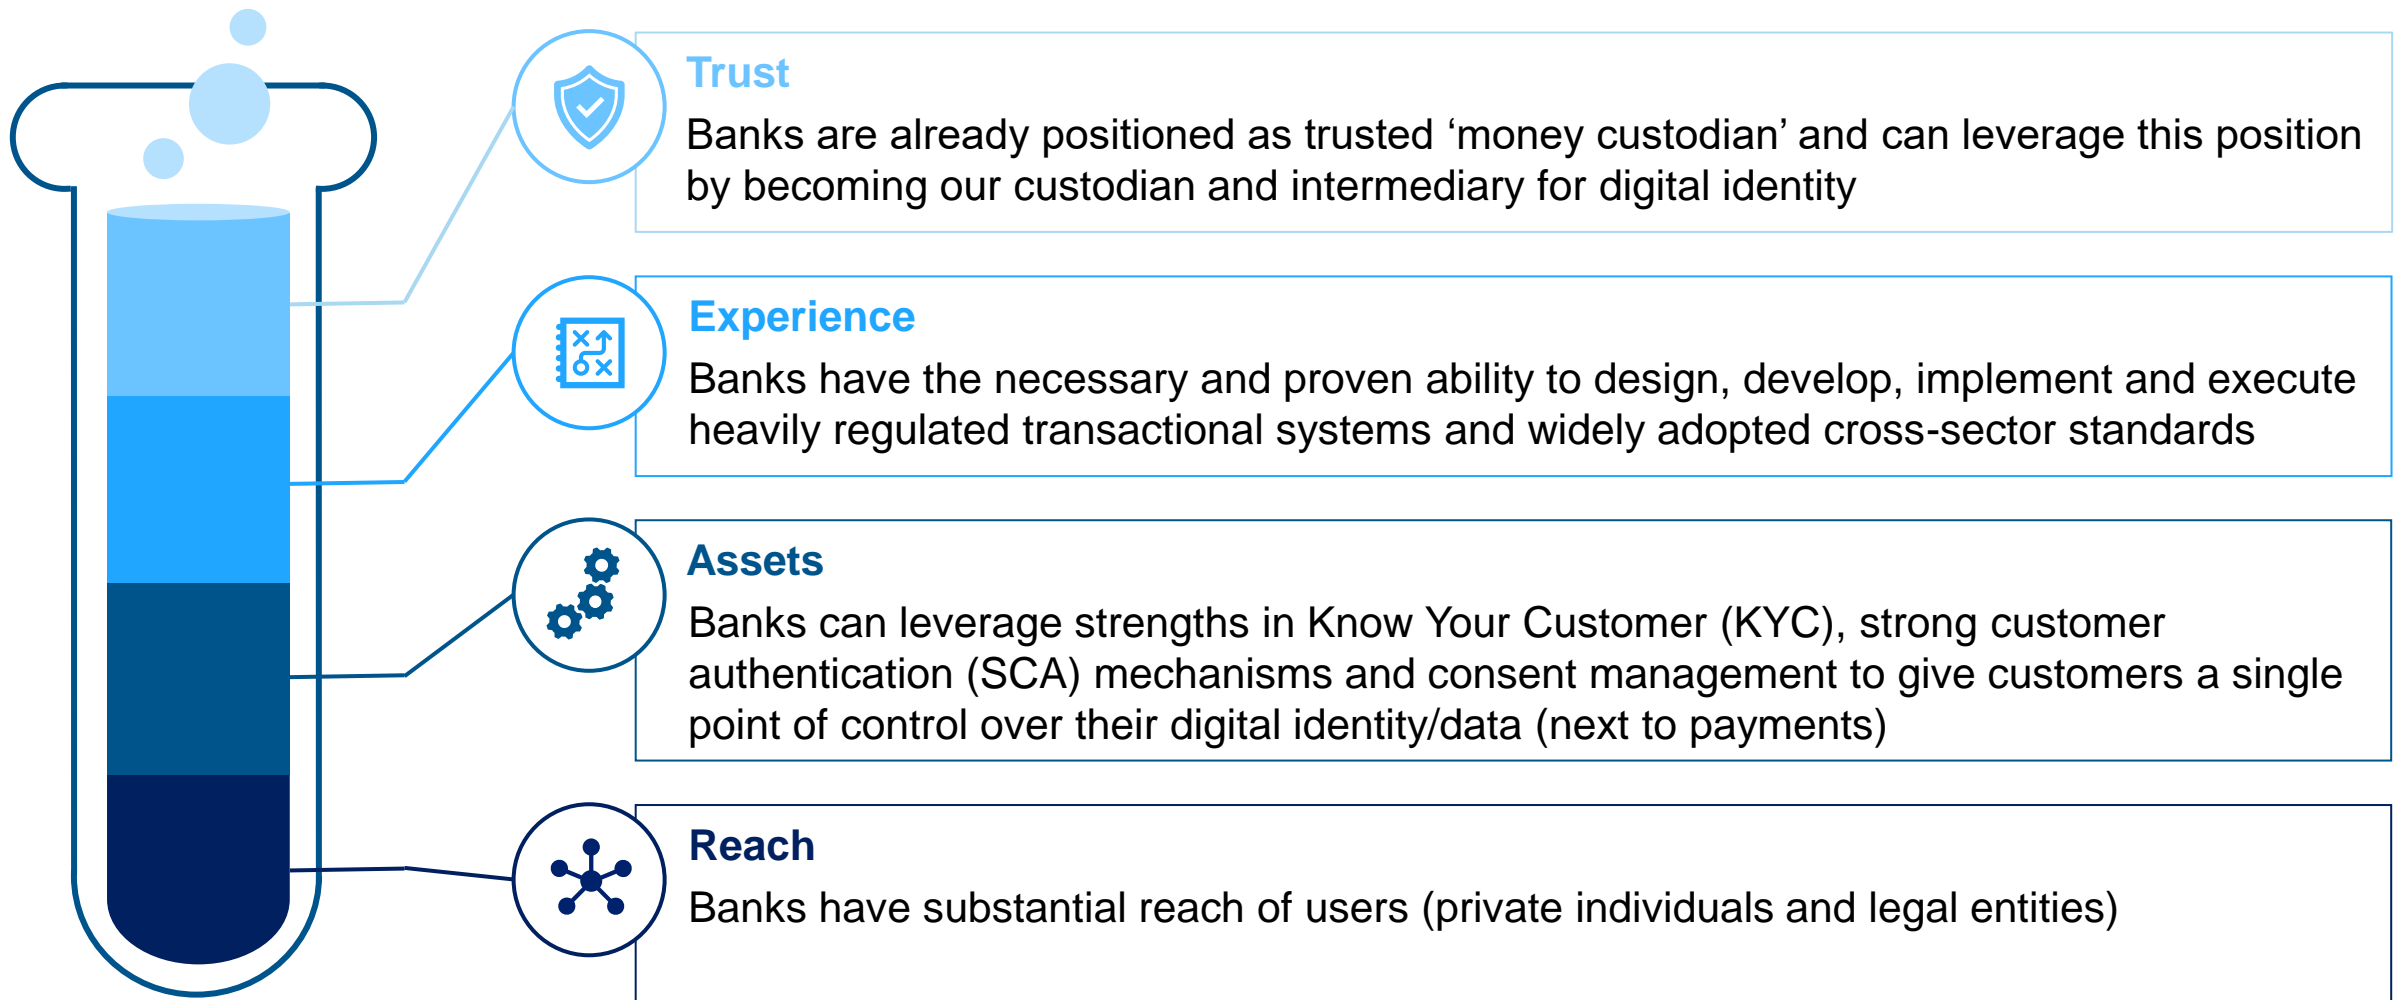 Trust
Banks are already positioned as trusted ‘money custodian’ and can leverage this position
by becoming our custodian and intermediary for digital identity
Experience
Banks have the necessary and proven ability to design, develop, implement and execute
heavily regulated transactional systems and widely adopted cross-sector standards
Assets
Banks can leverage strengths in Know Your Customer (KYC), strong customer
authentication (SCA) mechanisms and consent management to give customers a single
point of control over their digital identity/data (next to payments)
Reach
Banks have substantial reach of users (private individuals and legal entities)